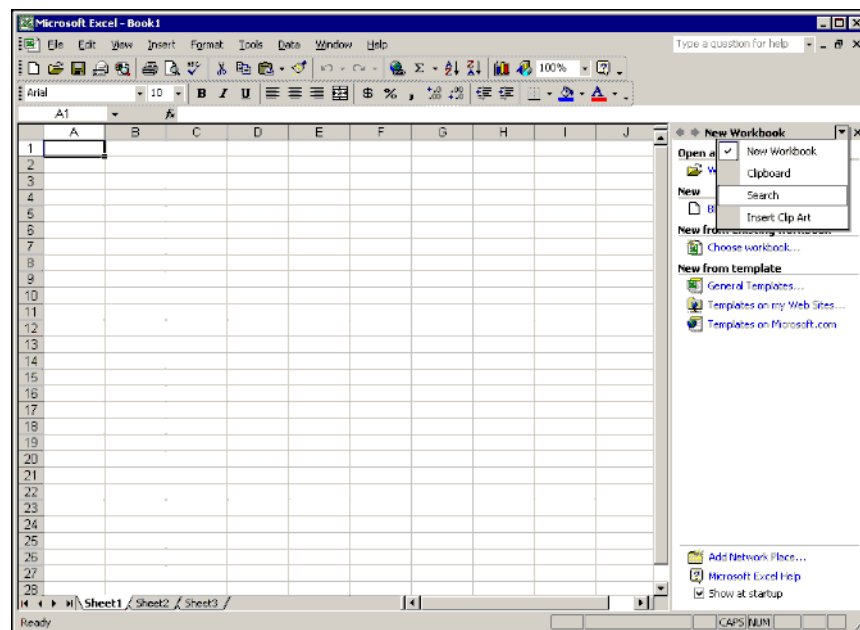 Microsoft Excel - Book1
File Edit View Insert Format Tools Data Window Help
Type a question for help
100%
Arial 10 B I U $ % ,
A1 fx
A B C D E F G H I J
New Workbook
1
2
3
4
5
6
7
8
9
10
11
12
13
14
15
16
17
18
19
20
21
22
23
24
25
26
27
28
New Workbook
Clipboard
Search
Insert Clip Art
Open a
New
New from existing workbook
Choose workbook...
New from template
General Templates...
Templates on my Web Sites...
Templates on Microsoft.com
Add Network Place...
Microsoft Excel Help
Show at startup
Sheet1 Sheet2 Sheet3
Ready
CAPS NUM